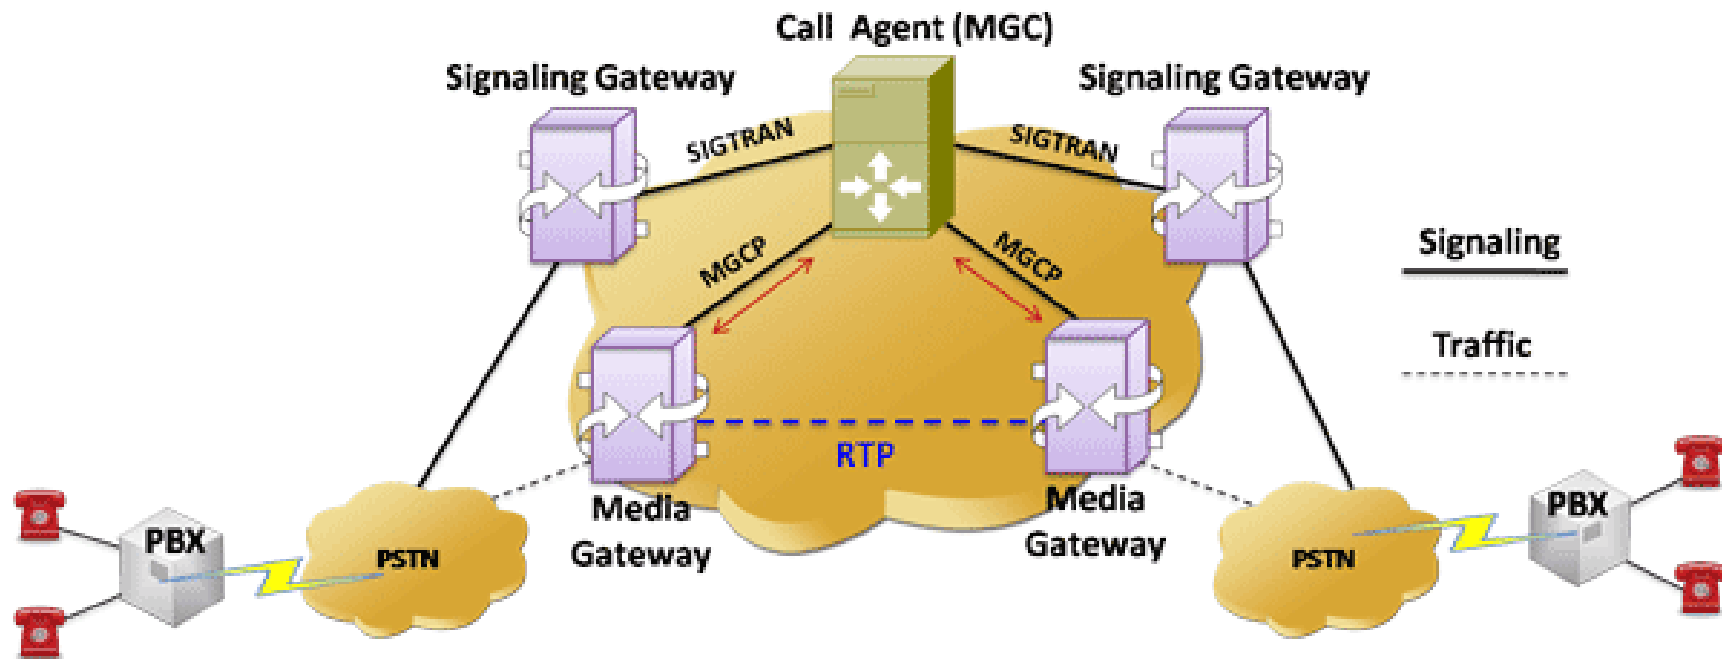 Call Agent (MGC)
Signaling Gateway
Signaling Gateway
SIGTRAN
SIGTRAN
MGCP
MGCP
Signaling
Traffic
RTP
Media
Gateway
Media
Gateway
PBX
PSTN
PSTN
PBX